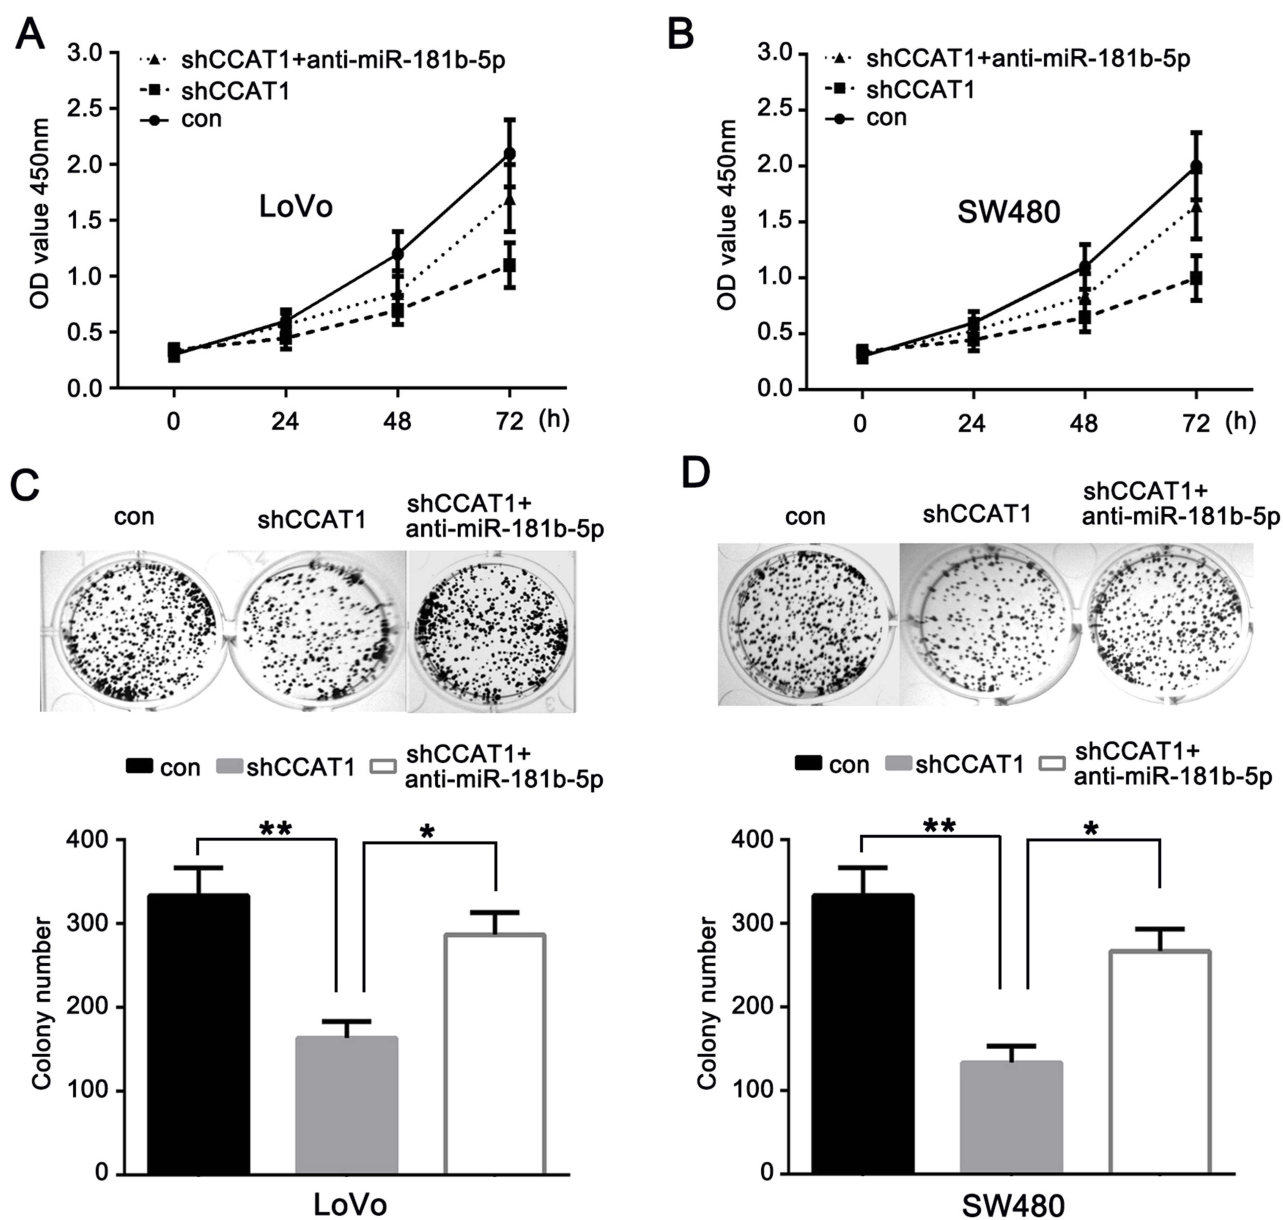 A
3.0
2.5
2.0
1.5
1.0
0.5
0.0
OD value 450nm
shCCAT1+anti-miR-181b-5p
shCCAT1
con
LoVo
0 24 48 72 (h)
B
3.0
2.5
2.0
1.5
1.0
0.5
0.0
OD value 450nm
shCCAT1+anti-miR-181b-5p
shCCAT1
con
SW480
0 24 48 72 (h)
C
con shCCAT1 shCCAT1+
anti-miR-181b-5p
con shCCAT1 shCCAT1+
anti-miR-181b-5p
400
300
200
100
0
Colony number
** *
LoVo
D
con shCCAT1 shCCAT1+
anti-miR-181b-5p
con shCCAT1 shCCAT1+
anti-miR-181b-5p
400
300
200
100
0
Colony number
** *
SW480